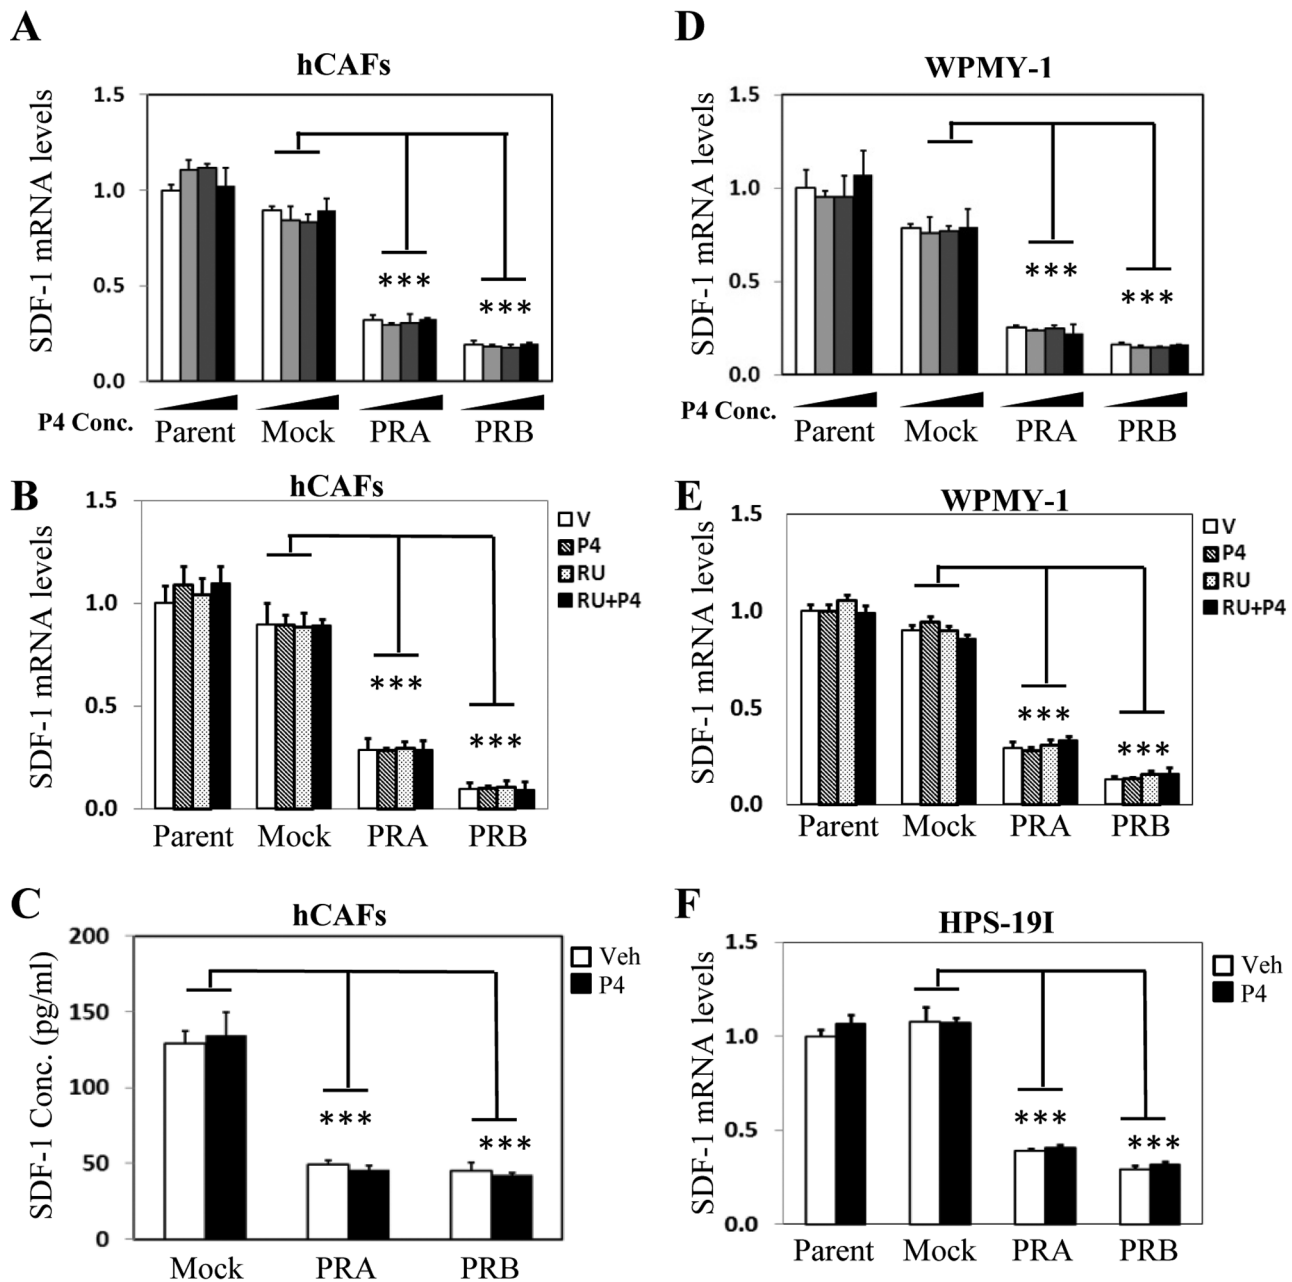 A
hCAFs
SDF-1 mRNA levels
1.5
1.0
0.5
0.0
***
***
P4 Conc.
Parent
Mock
PRA
PRB
D
WPMY-1
SDF-1 mRNA levels
1.5
1.0
0.5
0.0
***
***
P4 Conc.
Parent
Mock
PRA
PRB
B
hCAFs
SDF-1 mRNA levels
1.5
1.0
0.5
0.0
***
***
V
P4
RU
RU+P4
Parent
Mock
PRA
PRB
E
WPMY-1
SDF-1 mRNA levels
1.5
1.0
0.5
0.0
***
***
V
P4
RU
RU+P4
Parent
Mock
PRA
PRB
C
hCAFs
SDF-1 Conc. (pg/ml)
200
150
100
50
0
***
***
Veh
P4
Mock
PRA
PRB
F
HPS-19I
SDF-1 mRNA levels
1.5
1.0
0.5
0.0
***
***
Veh
P4
Parent
Mock
PRA
PRB